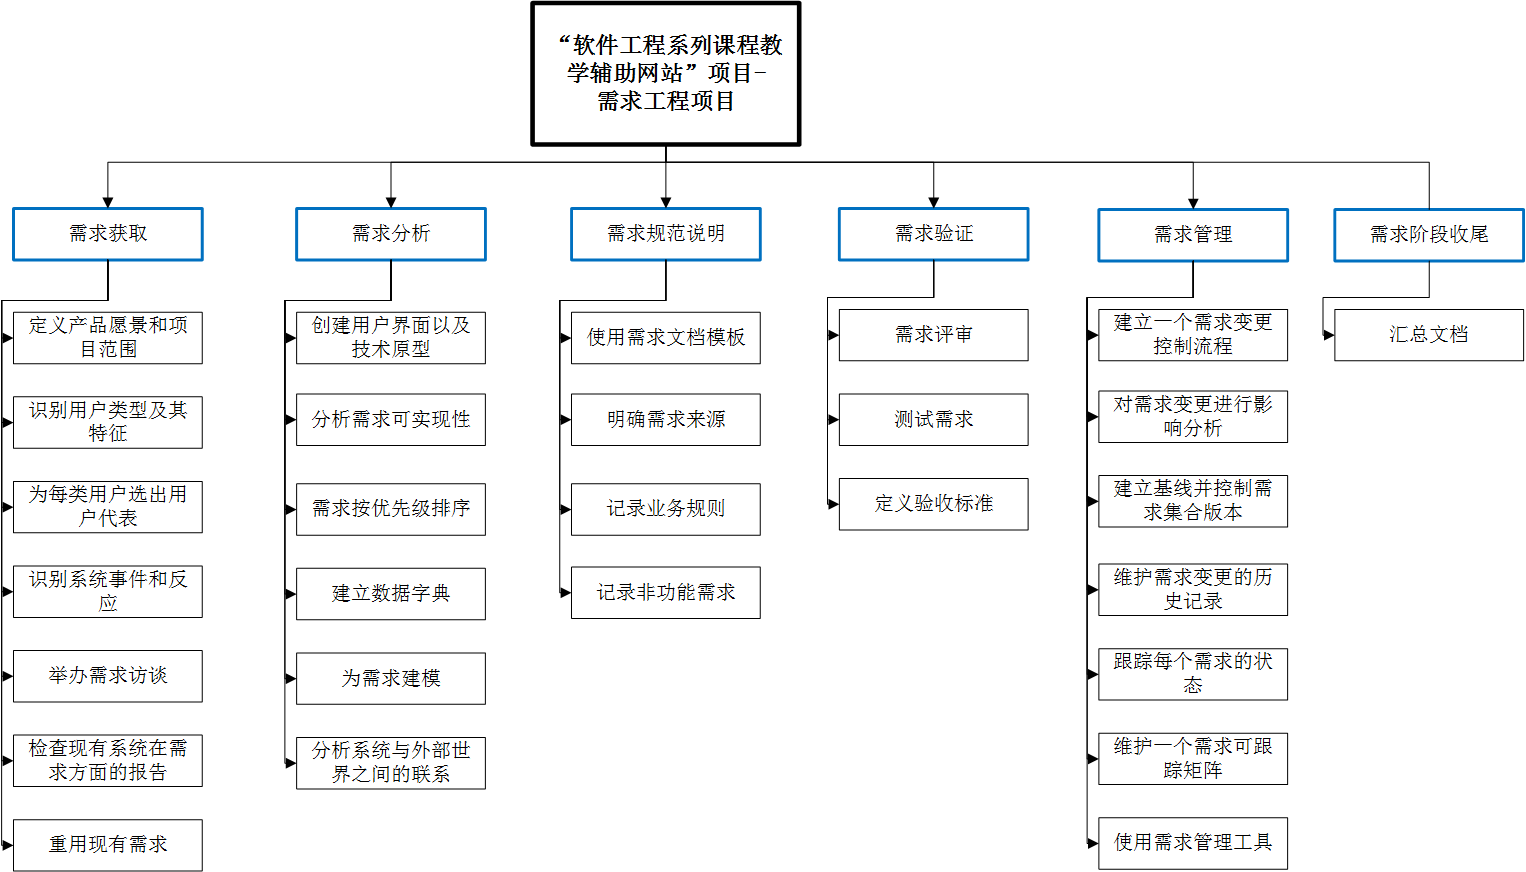 “软件工程系列课程教
学辅助网站”项目-
需求工程项目
需求获取
定义产品愿景和项
目范围
识别用户类型及其
特征
为每类用户选出用
户代表
识别系统事件和反
应
举办需求访谈
检查现有系统在需
求方面的报告
重用现有需求
需求分析
创建用户界面以及
技术原型
分析需求可实现性
需求按优先级排序
建立数据字典
为需求建模
分析系统与外部世
界之间的联系
需求规范说明
使用需求文档模板
明确需求来源
记录业务规则
记录非功能需求
需求验证
需求评审
测试需求
定义验收标准
需求管理
建立一个需求变更
控制流程
对需求变更进行影
响分析
建立基线并控制需
求集合版本
维护需求变更的历
史记录
跟踪每个需求的状
态
维护一个需求可跟
踪矩阵
使用需求管理工具
需求阶段收尾
汇总文档